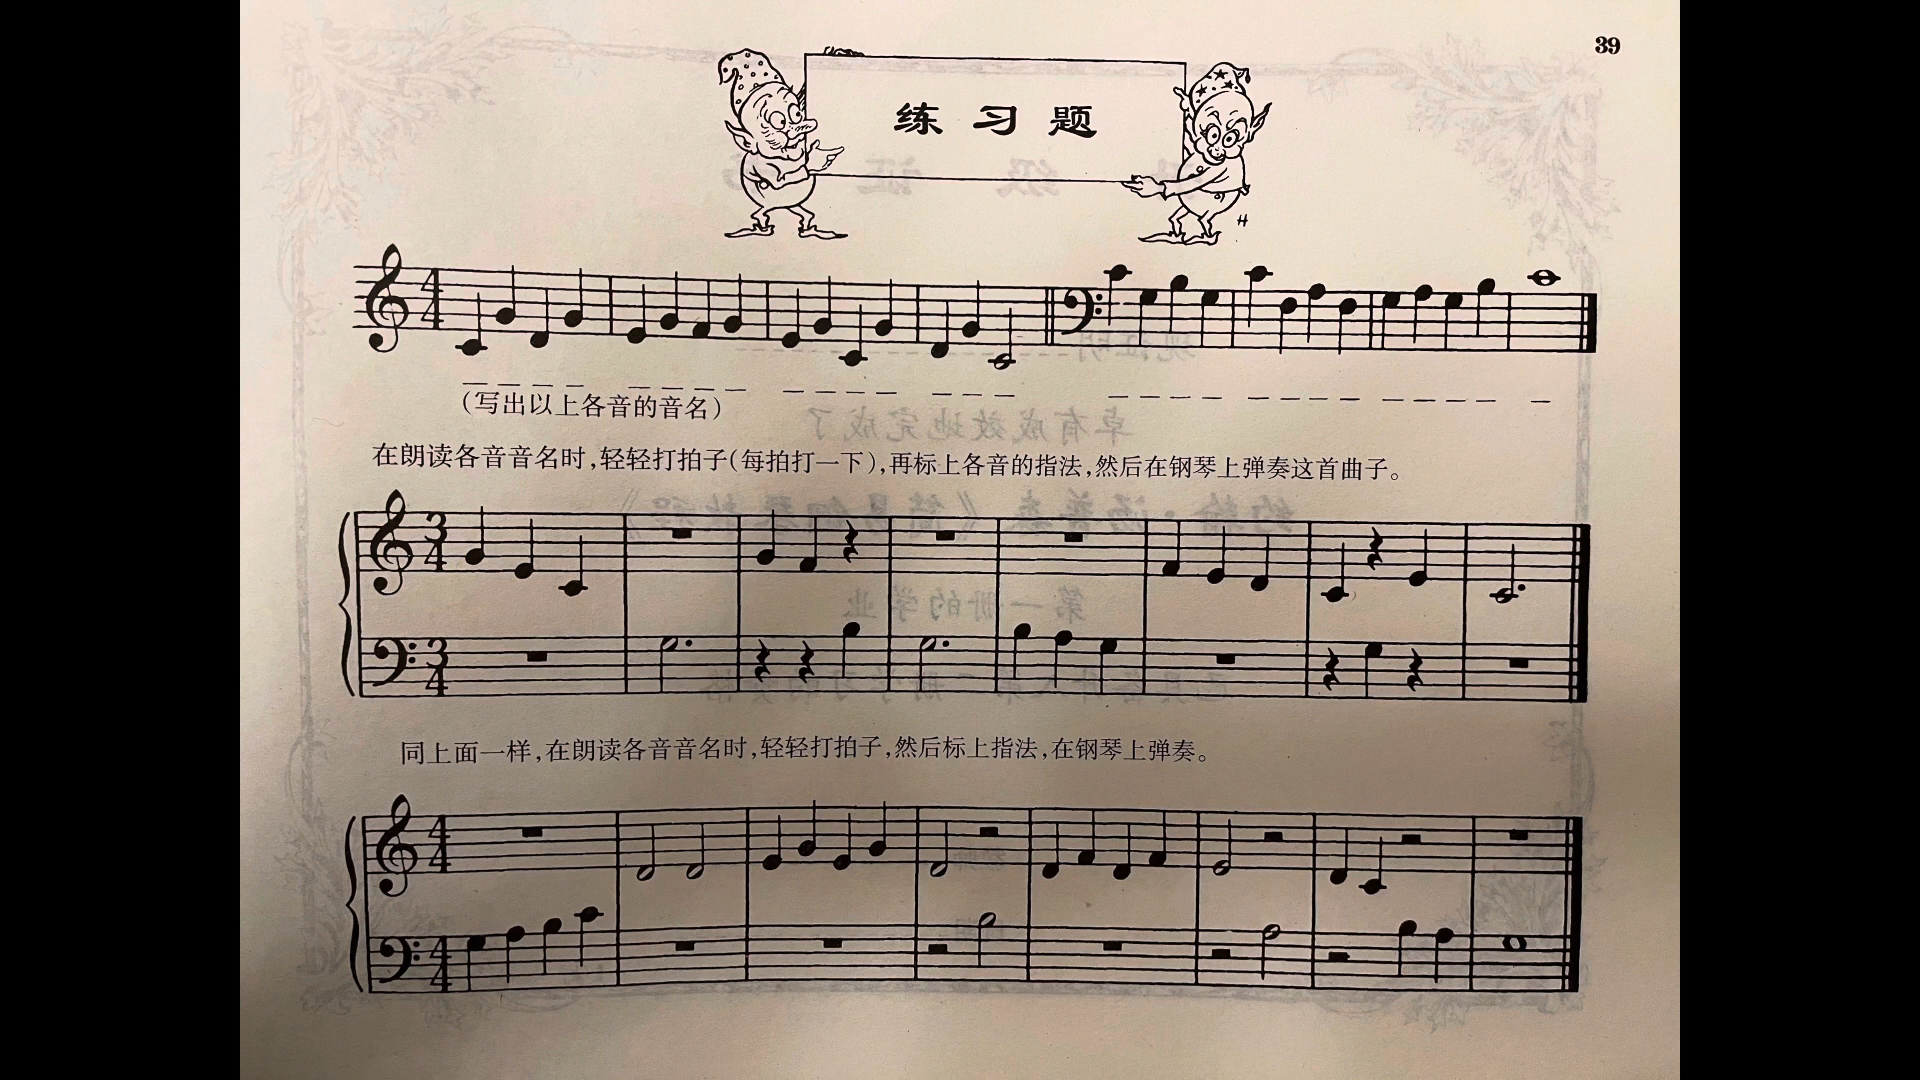 39
练习题
(写出以上各音的音名)
在朗读各音音名时,轻轻打拍子(每拍打一下),再标上各音的指法,然后在钢琴上弹奏这首曲子。
同上面一样,在朗读各音音名时,轻轻打拍子,然后标上指法,在钢琴上弹奏。